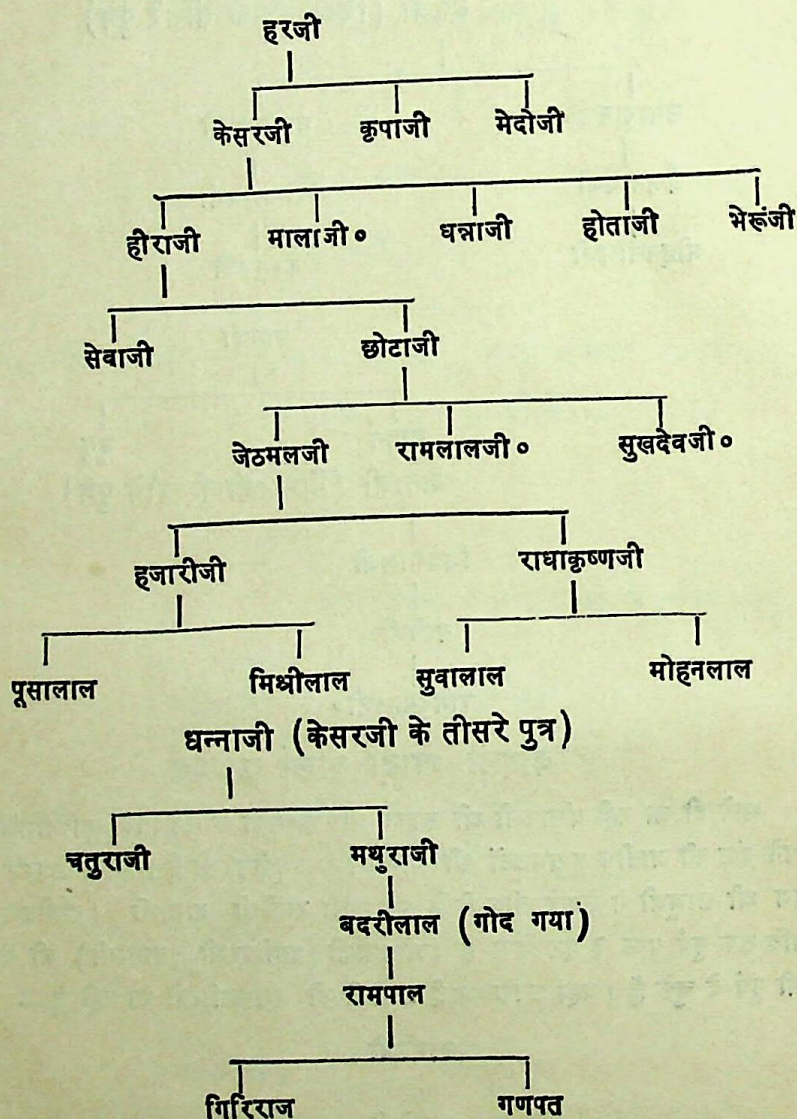 हरजी
केसरजी कृपाजी मेदोजी
हीराजी मालाजी० धन्नाजी होताजी भेरूंजी
सेवाजी छोटाजी
जेठमलजी रामलालजी० सुखदेवजी०
हजारीजी राधाकृष्णजी
पूसालाल मिश्रीलाल सुवालाल मोहनलाल
धन्नाजी (केसरजी के तीसरे पुत्र)
चतुराजी मथुराजी
बदरीलाल (गोद गया)
रामपाल
गिरिराज गणपत